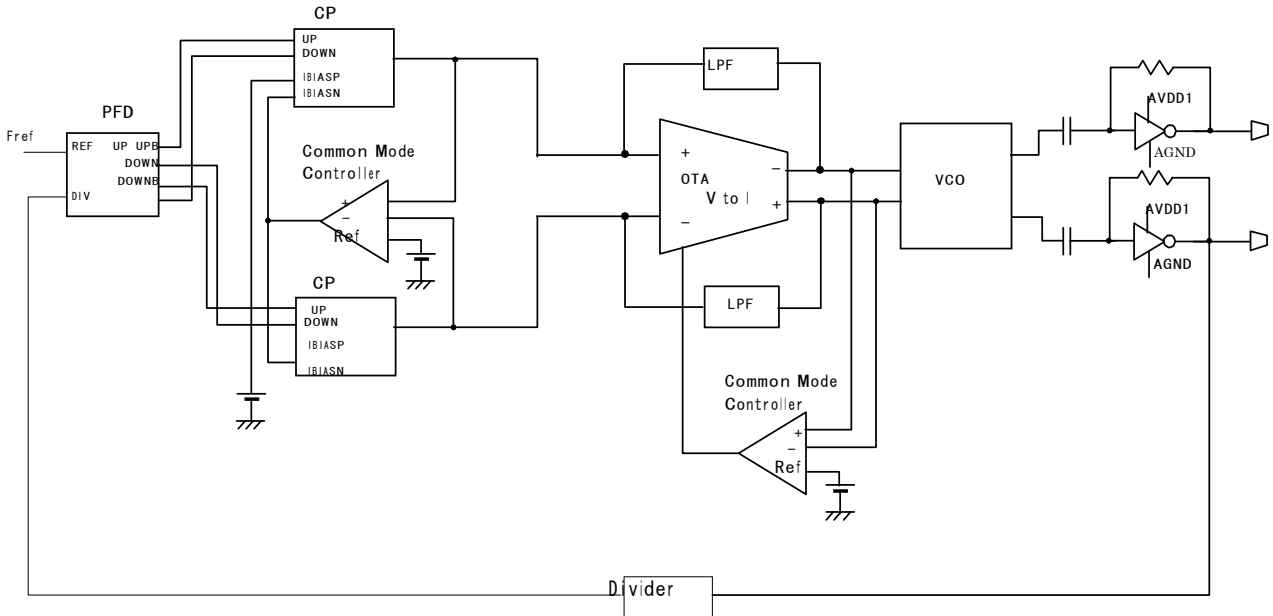 CP
UP
DOWN
IBIASP
IBIASN
PFD
Fref
REF
UP UPB
DOWN
DOWNB
DIV
Common Mode
Controller
+
−
Ref
CP
UP
DOWN
IBIASP
IBIASN
LPF
+
−
OTA
V to I
−
+
LPF
Common Mode
Controller
+
−
Ref
VCO
AVDD1
AGND
AVDD1
AGND
Divider